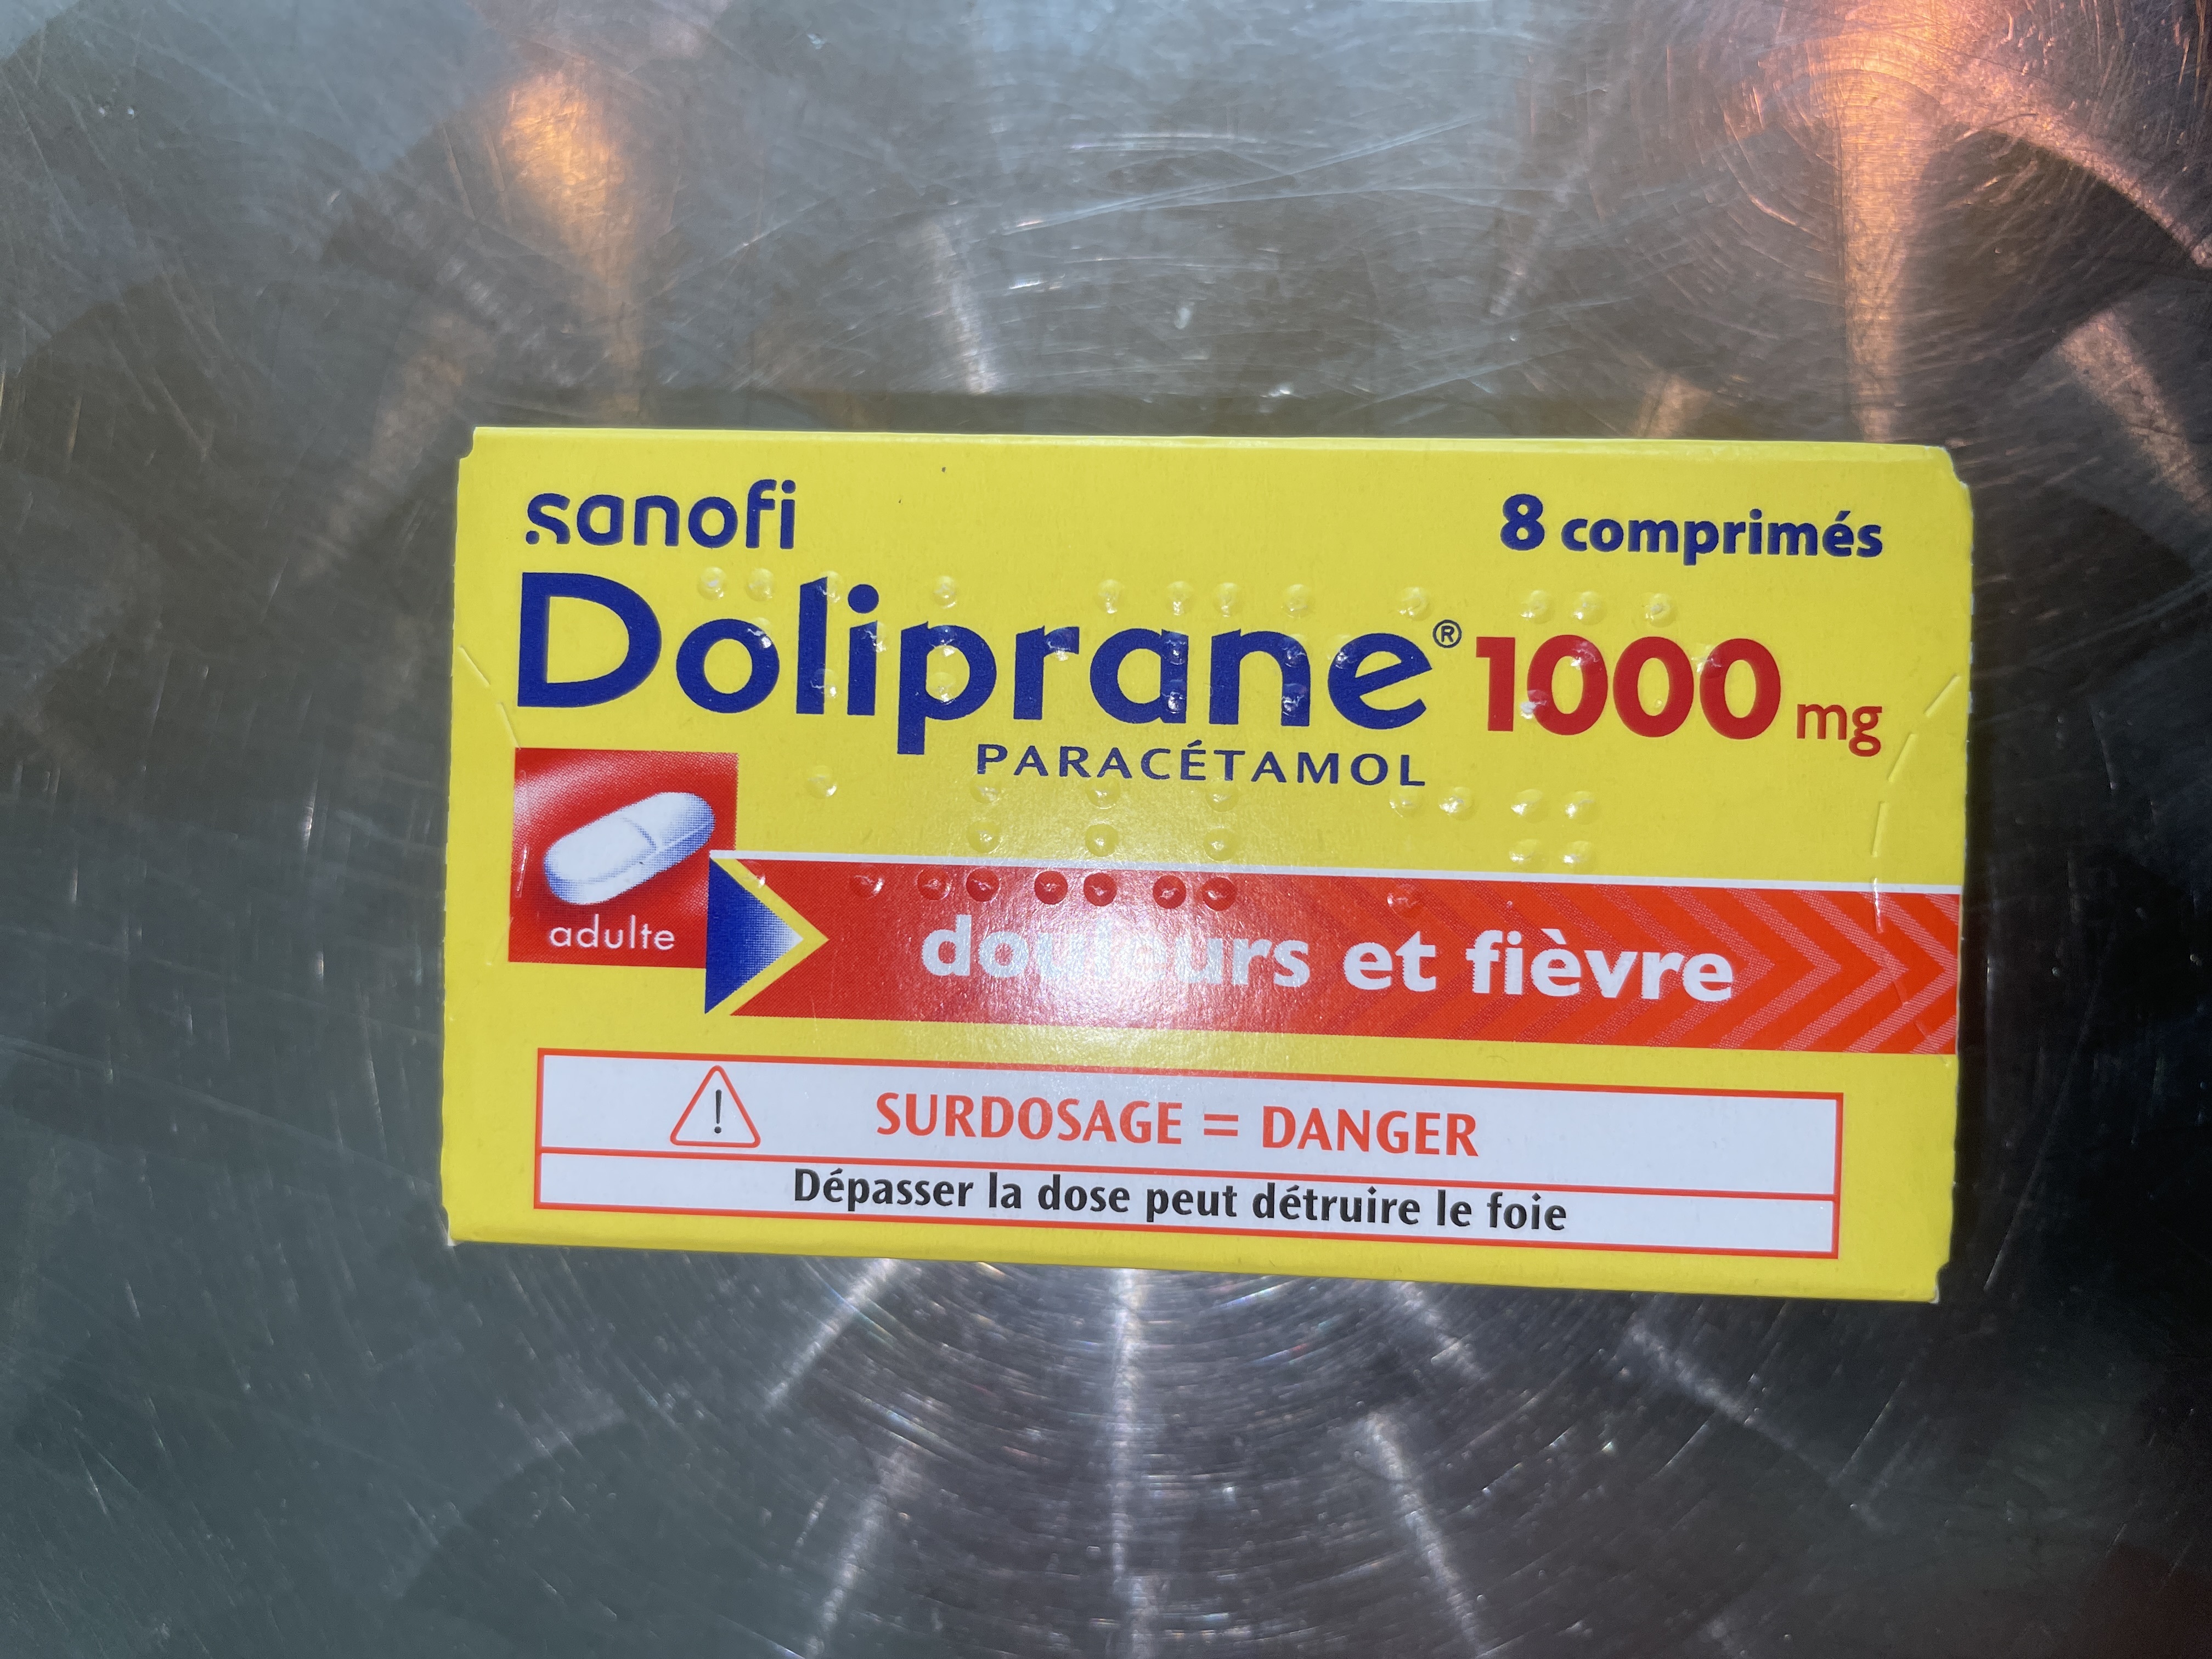 sanofi
8 comprimés
Doliprane® 1000 mg
PARACÉTAMOL
adulte
douleurs et fièvre
!
SURDOSAGE = DANGER
Dépasser la dose peut détruire le foie